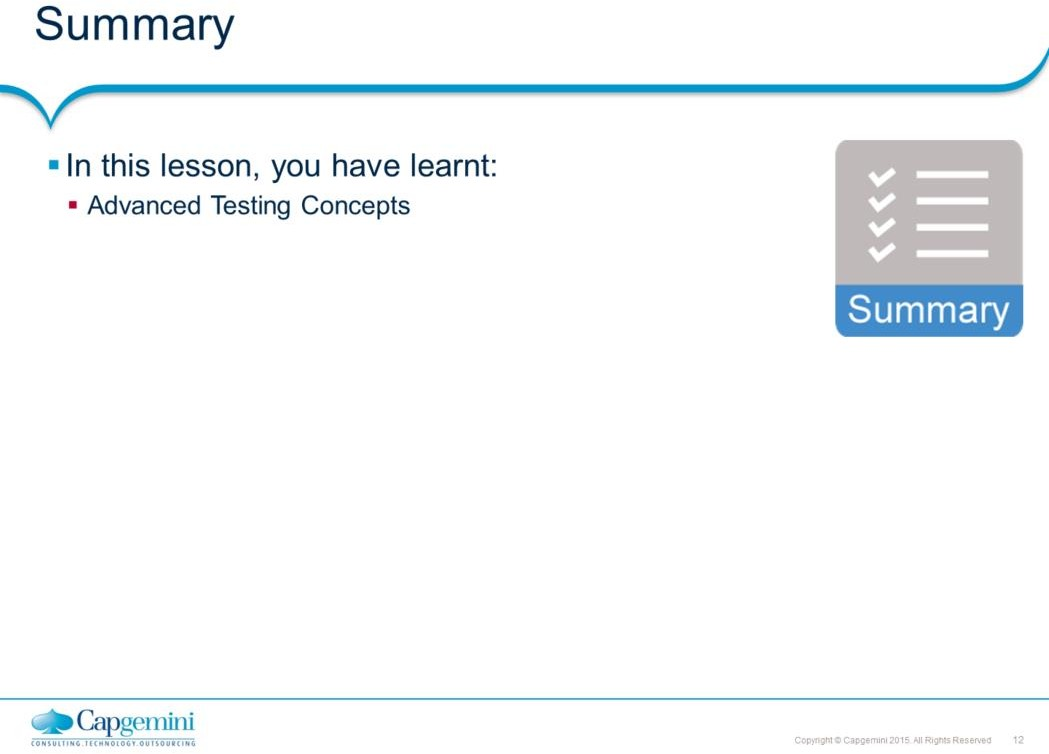 Summary
In this lesson, you have learnt:
Advanced Testing Concepts
Summary
Capgemini
CONSULTING.TECHNOLOGY.OUTSOURCING
Copyright © Capgemini 2015. All Rights Reserved 12